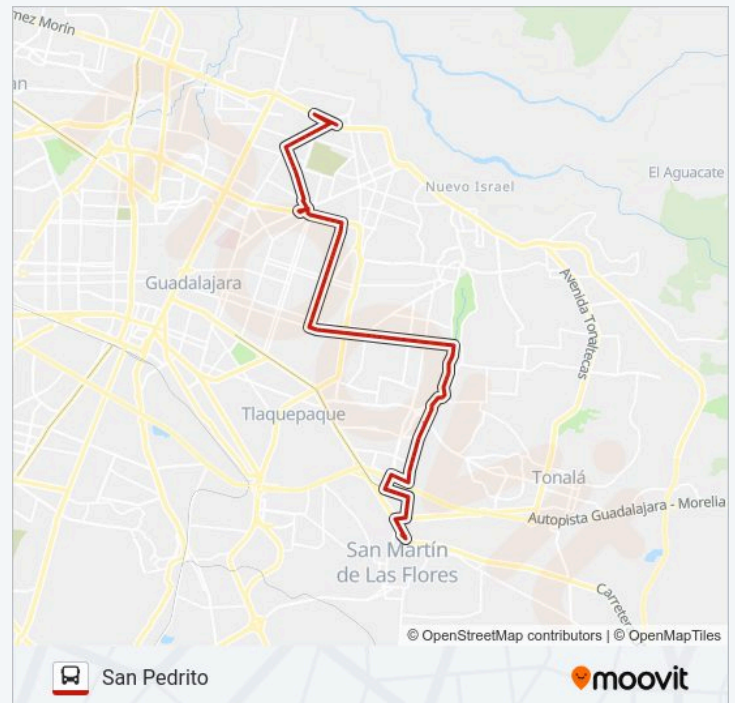 mez Morín
an
Nuevo Israel
El Aguacate
Guadalajara
Avenida Tonaltecas
Tlaquepaque
Tonalá
Autopista Guadalajara - Morelia
San Martín
de Las Flores
Carreter
© OpenStreetMap contributors | © OpenMapTiles
San Pedrito
moovit